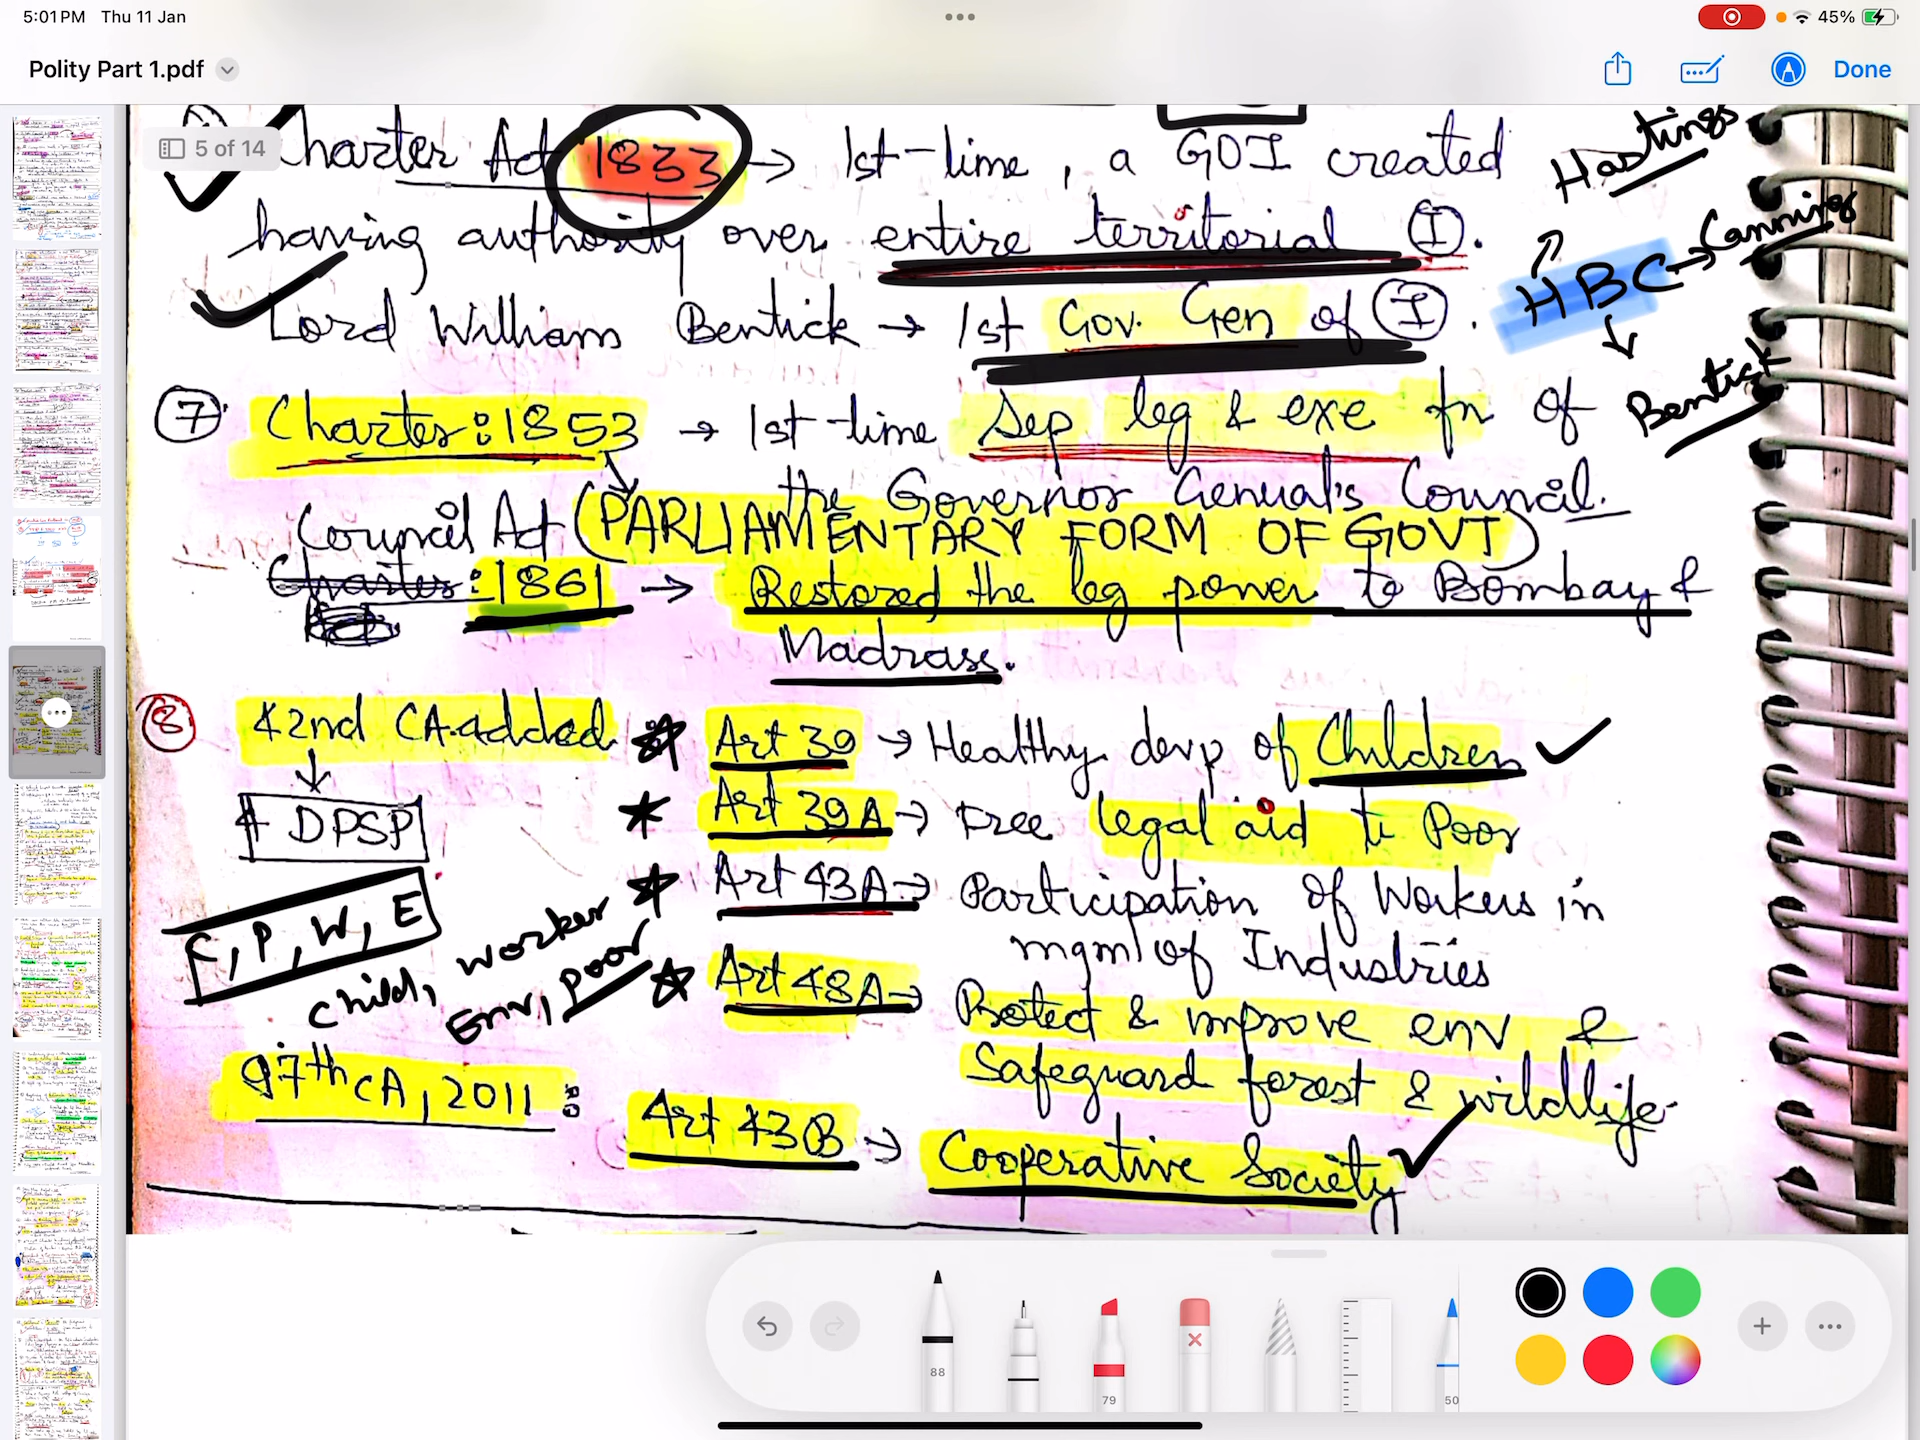 5:01 PM Thu 11 Jan
45%
Polity Part 1.pdf
Done
5 of 14
Charter Act 1833 → 1st-time, a GOI created
having authority over entire territorial (I).
Lord William Bentick → 1st Gov. Gen of (I).
Hastings
HBC → Canning
Bentick
7 Charter: 1853 → 1st-time Sep leg & exe fn of
the Governor General's Council.
Council Act (PARLIAMENTARY FORM OF GOVT)
Charter: 1861 → Restored the leg power to Bombay &
Madrass.
8 42nd CA added
4 DPSP
C, P, W, E
child, worker
Env, poor
Art 39 → Healthy devp of Children
Art 39A → Free legal aid to Poor
Art 43A → Participation of Workers in
mgmt of Industries
Art 48A → Protect & improve env &
Safeguard forest & wildlife.
97th CA, 2011:
Art 43B → Cooperative Society
88
79
50